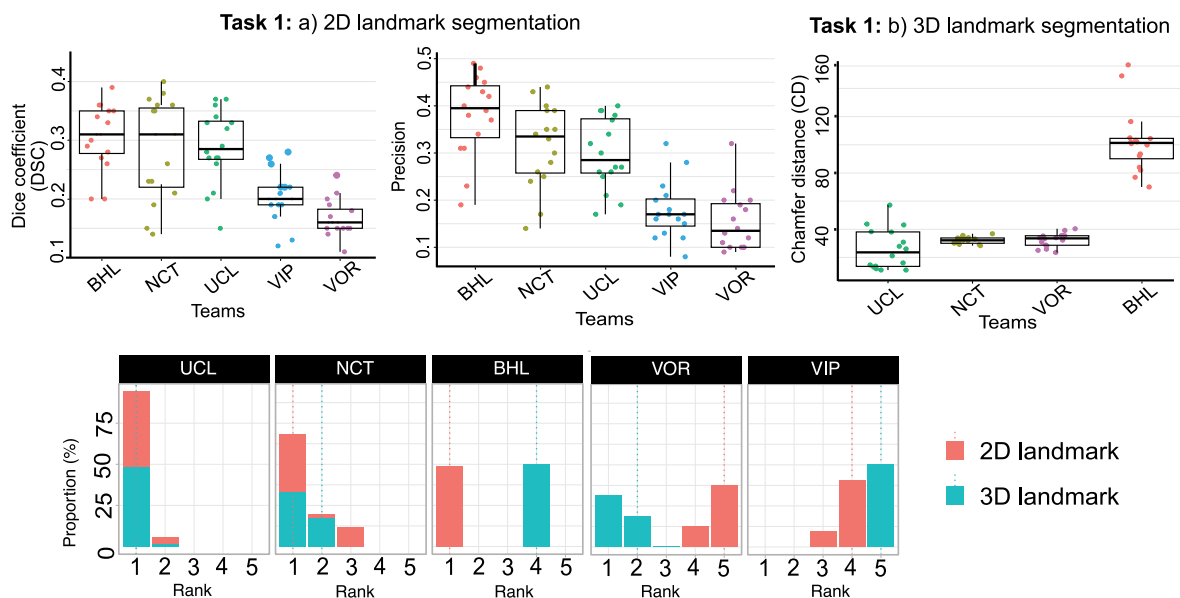 Task 1: a) 2D landmark segmentation
Task 1: b) 3D landmark segmentation
Dice coefficient
(DSC)
0.4
0.3
0.2
0.1
BHL NCT UCL VIP VOR
Teams
Precision
0.5
0.4
0.3
0.2
0.1
BHL NCT UCL VIP VOR
Teams
Chamfer distance (CD)
160
120
80
40
UCL NCT VOR BHL
Teams
UCL NCT BHL VOR VIP
Proportion (%)
75
50
25
0
1 2 3 4 5 1 2 3 4 5 1 2 3 4 5 1 2 3 4 5 1 2 3 4 5
Rank Rank Rank Rank Rank
2D landmark
3D landmark